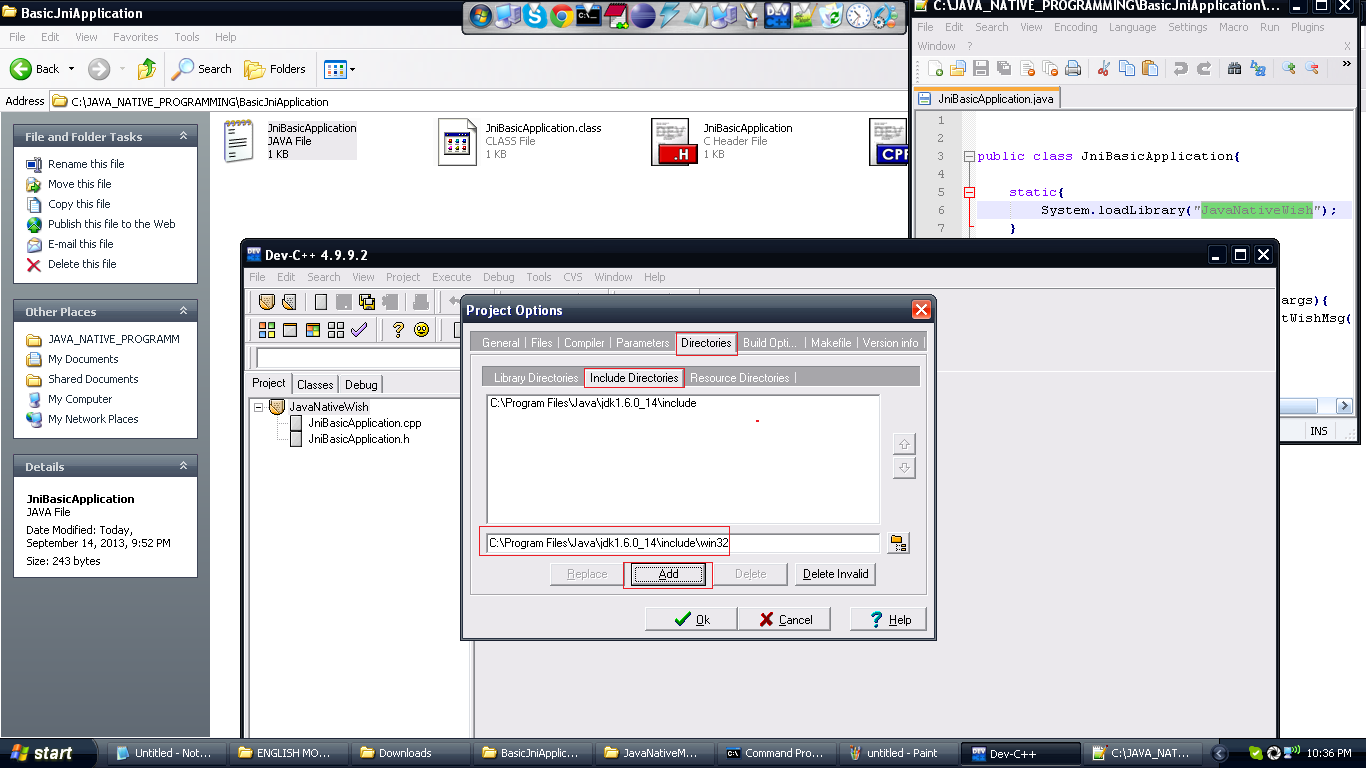 BasicJniApplication
File Edit View Favorites Tools Help
Back Search Folders
Address C:\JAVA_NATIVE_PROGRAMMING\BasicJniApplication
File and Folder Tasks
Rename this file
Move this file
Copy this file
Publish this file to the Web
E-mail this file
Delete this file
Other Places
JAVA_NATIVE_PROGRAMM
My Documents
Shared Documents
My Computer
My Network Places
Details
JniBasicApplication
JAVA File
Date Modified: Today,
September 14, 2013, 9:52 PM
Size: 243 bytes
JniBasicApplication
JAVA File
1 KB
JniBasicApplication.class
CLASS File
1 KB
DEV
.H
JniBasicApplication
C Header File
1 KB
DEV
CPP
C:\JAVA_NATIVE_PROGRAMMING\BasicJniApplication\...
File Edit Search View Encoding Language Settings Macro Run Plugins
Window ? X
JniBasicApplication.java
1
2
3 public class JniBasicApplication{
4
5 static{
6 System.loadLibrary("JavaNativeWish");
7 }
args){
tWishMsg(
INS
Dev-C++ 4.9.9.2
File Edit Search View Project Execute Debug Tools CVS Window Help
Project Classes Debug
JavaNativeWish
JniBasicApplication.cpp
JniBasicApplication.h
Project Options
General Files Compiler Parameters Directories Build Opti... Makefile Version info
Library Directories Include Directories Resource Directories
C:\Program Files\Java\jdk1.6.0_14\include
C:\Program Files\Java\jdk1.6.0_14\include\win32
Replace Add Delete Delete Invalid
Ok Cancel Help
start Untitled - Not... ENGLISH MO... Downloads BasicJniApplic... JavaNativeM... Command Pro... untitled - Paint Dev-C++ C:\JAVA_NAT... 10:36 PM